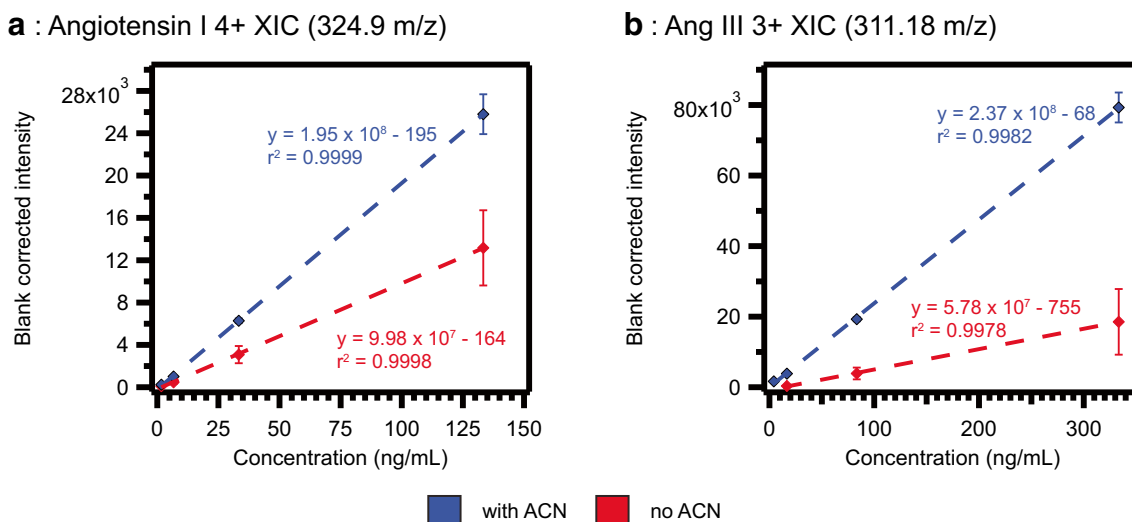 a : Angiotensin I 4+ XIC (324.9 m/z)
28x10³
24
20
16
12
8
4
0
Blank corrected intensity
y = 1.95 x 10⁸ - 195
r² = 0.9999
y = 9.98 x 10⁷ - 164
r² = 0.9998
0 25 50 75 100 125 150
Concentration (ng/mL)
b : Ang III 3+ XIC (311.18 m/z)
80x10³
60
40
20
0
Blank corrected intensity
y = 2.37 x 10⁸ - 68
r² = 0.9982
y = 5.78 x 10⁷ - 755
r² = 0.9978
0 100 200 300
Concentration (ng/mL)
with ACN no ACN